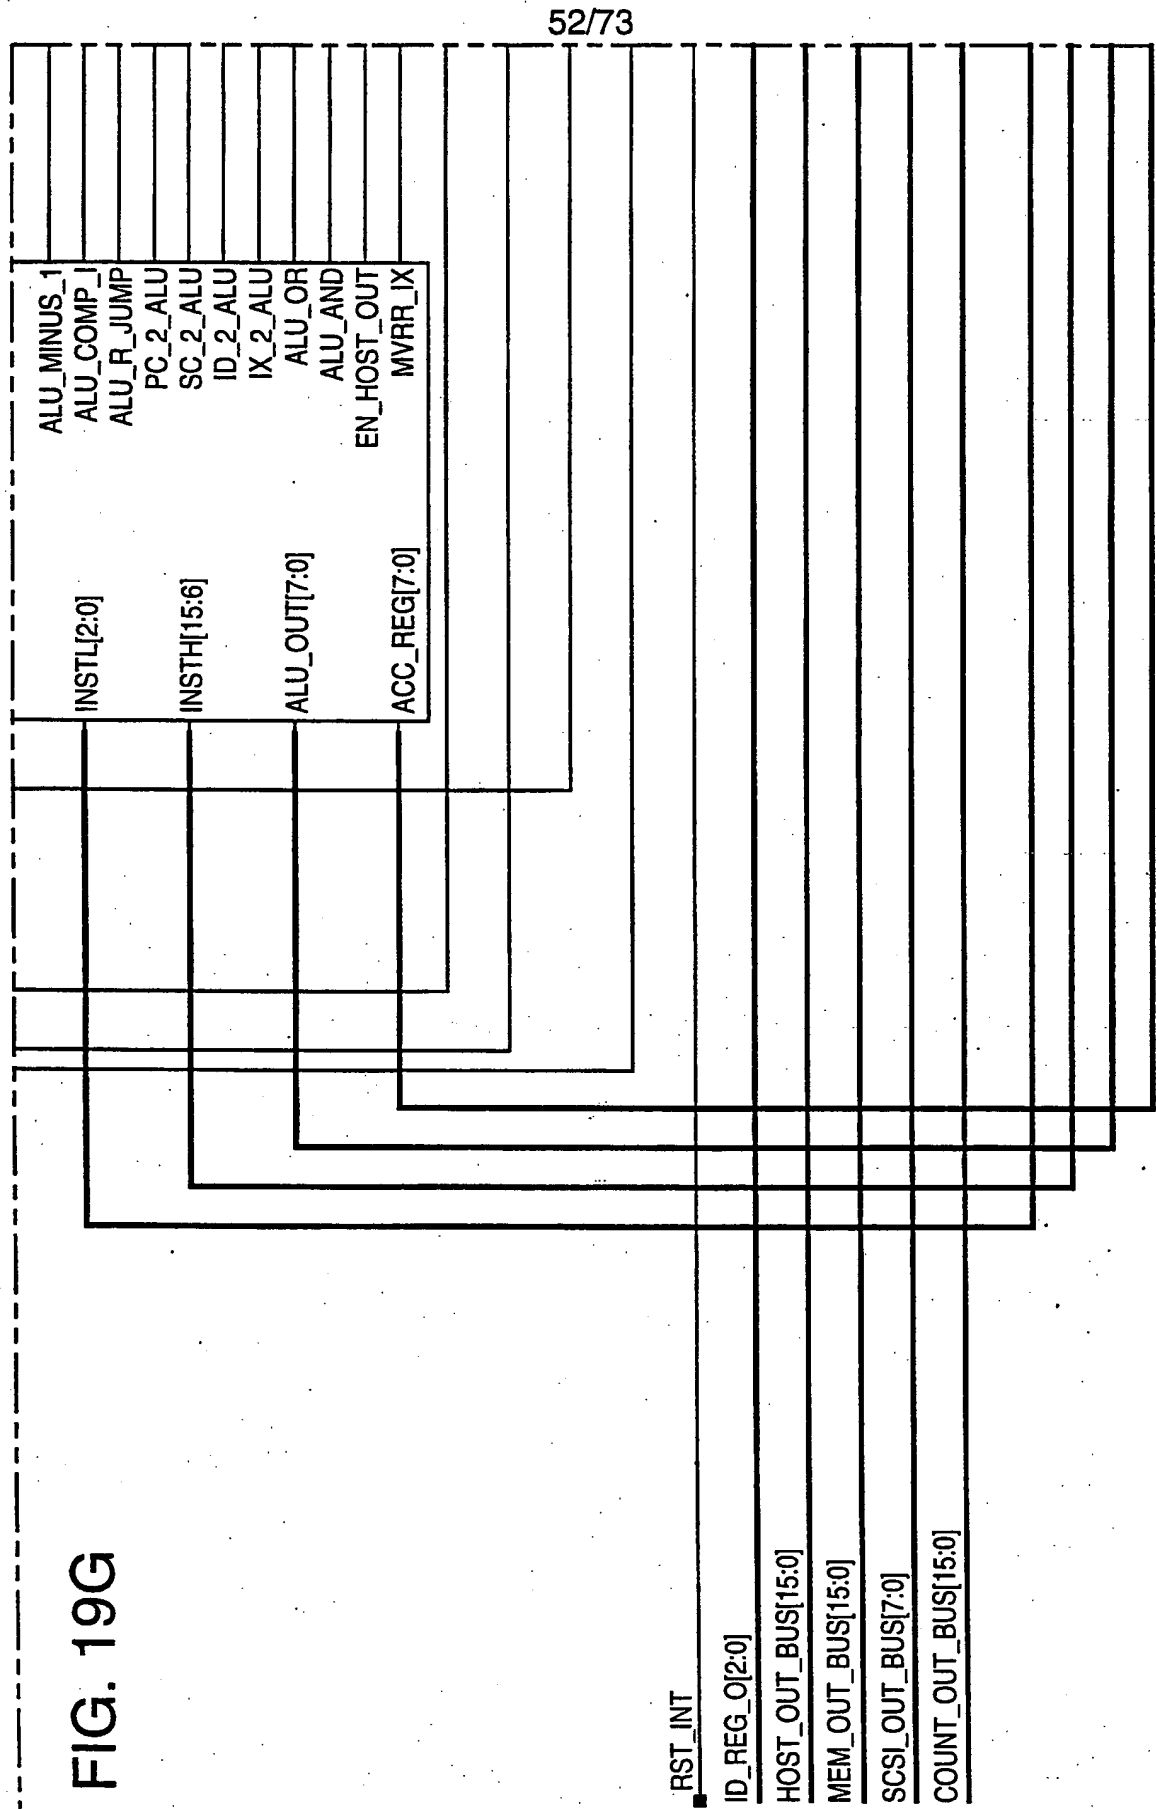 52/73
ALU_MINUS_1
ALU_COMP_I
ALU_R_JUMP
PC_2_ALU
SC_2_ALU
ID_2_ALU
IX_2_ALU
ALU_OR
ALU_AND
EN_HOST_OUT
MVRR_IX
INSTL[2:0]
INSTH[15:6]
ALU_OUT[7:0]
ACC_REG[7:0]
FIG. 19G
RST_INT
ID_REG_O[2:0]
HOST_OUT_BUS[15:0]
MEM_OUT_BUS[15:0]
SCSI_OUT_BUS[7:0]
COUNT_OUT_BUS[15:0]